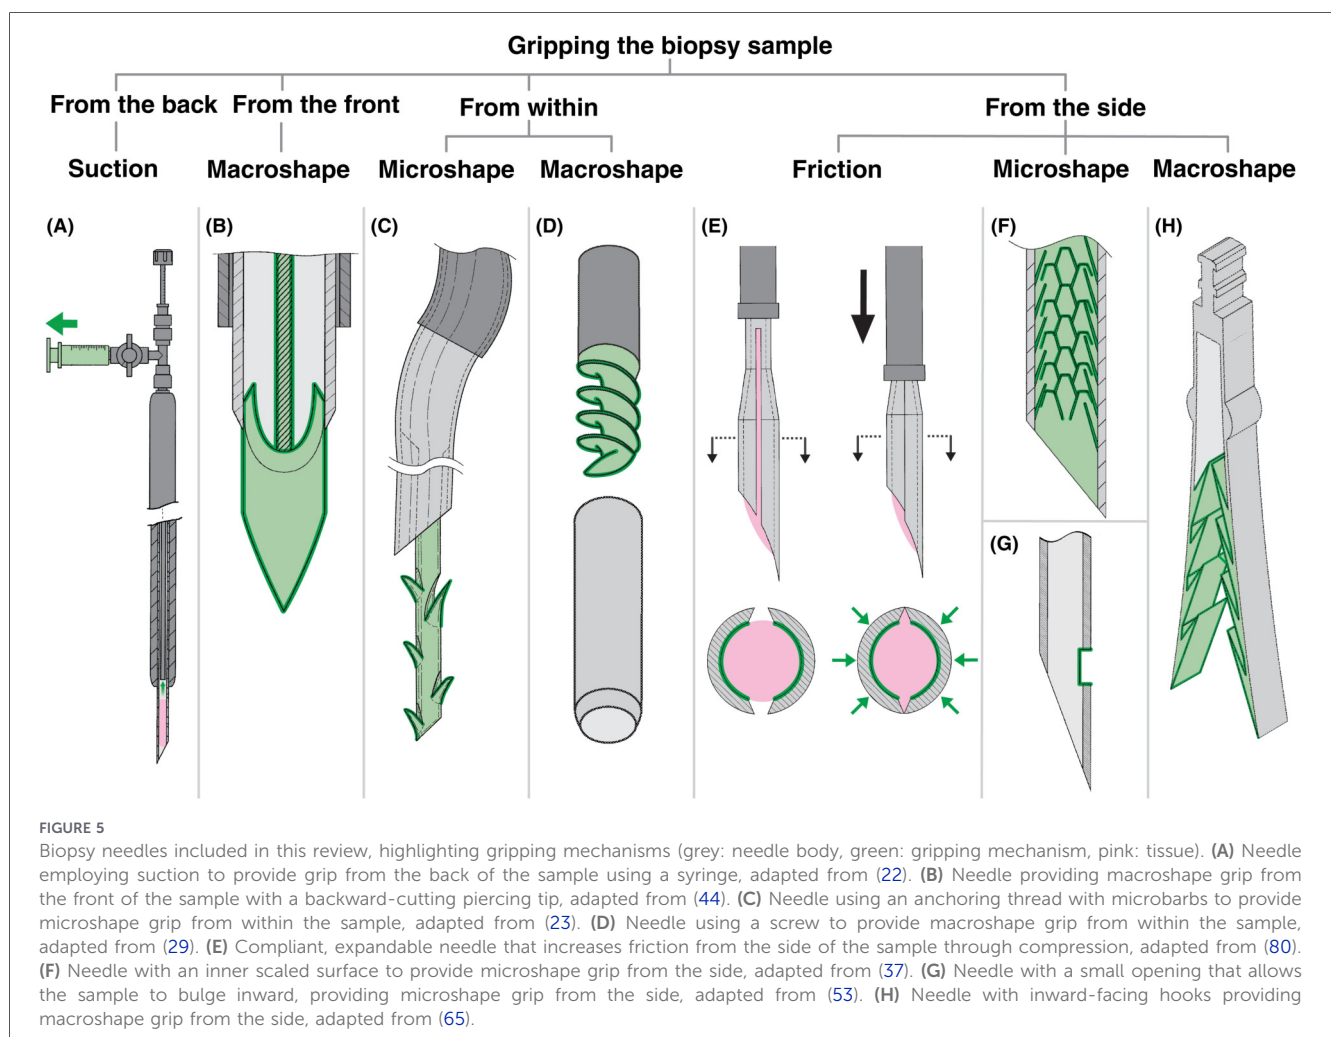 Gripping the biopsy sample
From the back From the front From within From the side
Suction Macroshape Microshape Macroshape Friction Microshape Macroshape
(A) (B) (C) (D) (E) (F) (H)
(G)
FIGURE 5
Biopsy needles included in this review, highlighting gripping mechanisms (grey: needle body, green: gripping mechanism, pink: tissue). (A) Needle
employing suction to provide grip from the back of the sample using a syringe, adapted from (22). (B) Needle providing macroshape grip from
the front of the sample with a backward-cutting piercing tip, adapted from (44). (C) Needle using an anchoring thread with microbarbs to provide
microshape grip from within the sample, adapted from (23). (D) Needle using a screw to provide macroshape grip from within the sample,
adapted from (29). (E) Compliant, expandable needle that increases friction from the side of the sample through compression, adapted from (80).
(F) Needle with an inner scaled surface to provide microshape grip from the side, adapted from (37). (G) Needle with a small opening that allows
the sample to bulge inward, providing microshape grip from the side, adapted from (53). (H) Needle with inward-facing hooks providing
macroshape grip from the side, adapted from (65).